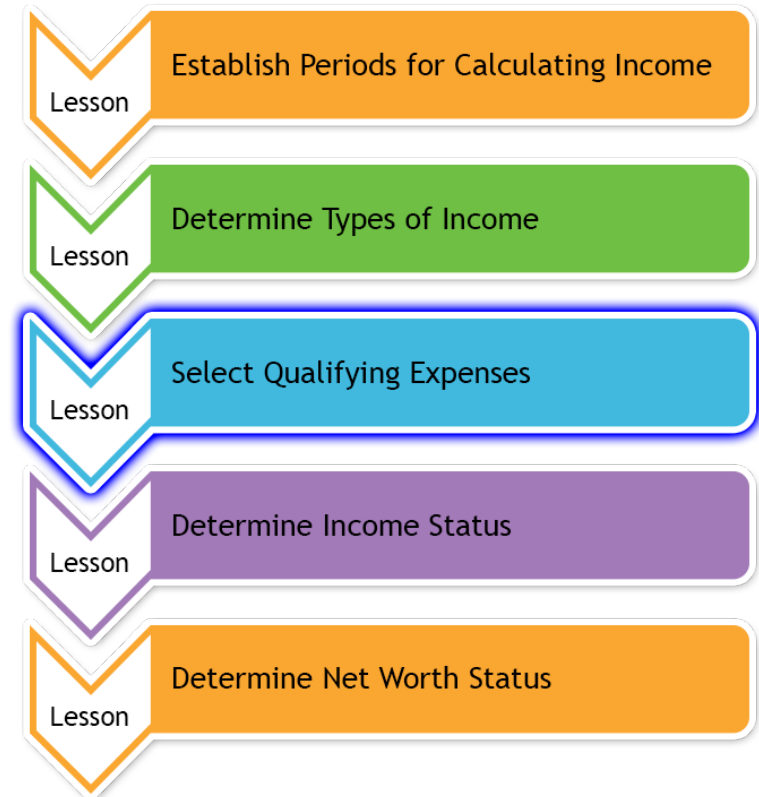 Establish Periods for Calculating Income
Lesson
Determine Types of Income
Lesson
Select Qualifying Expenses
Lesson
Determine Income Status
Lesson
Determine Net Worth Status
Lesson